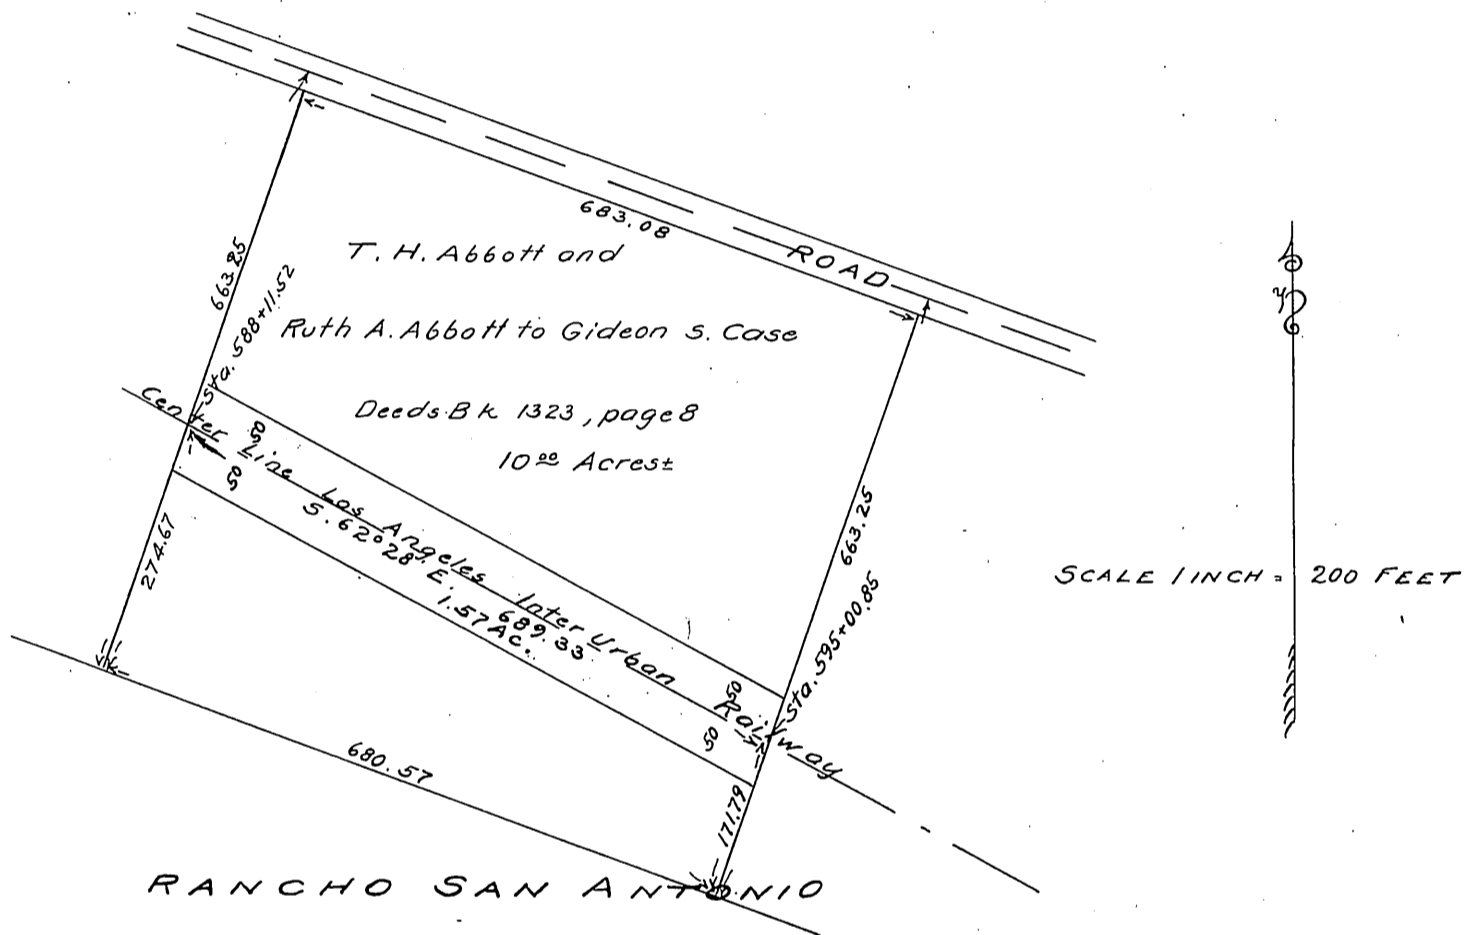 683.08
ROAD
T. H. Abbott and
Ruth A. Abbott to Gideon S. Case
Deeds Bk 1323, page 8
10⁰⁰ Acres±
663.25
Sta. 588+11.52
Center Line Los Angeles Inter Urban Railway
50
50
S. 62° 28' E. 689.33
1.57 AC.
274.67
663.25
Sta. 595+00.85
50
50
171.79
680.57
RANCHO SAN ANTONIO
SCALE 1 INCH = 200 FEET